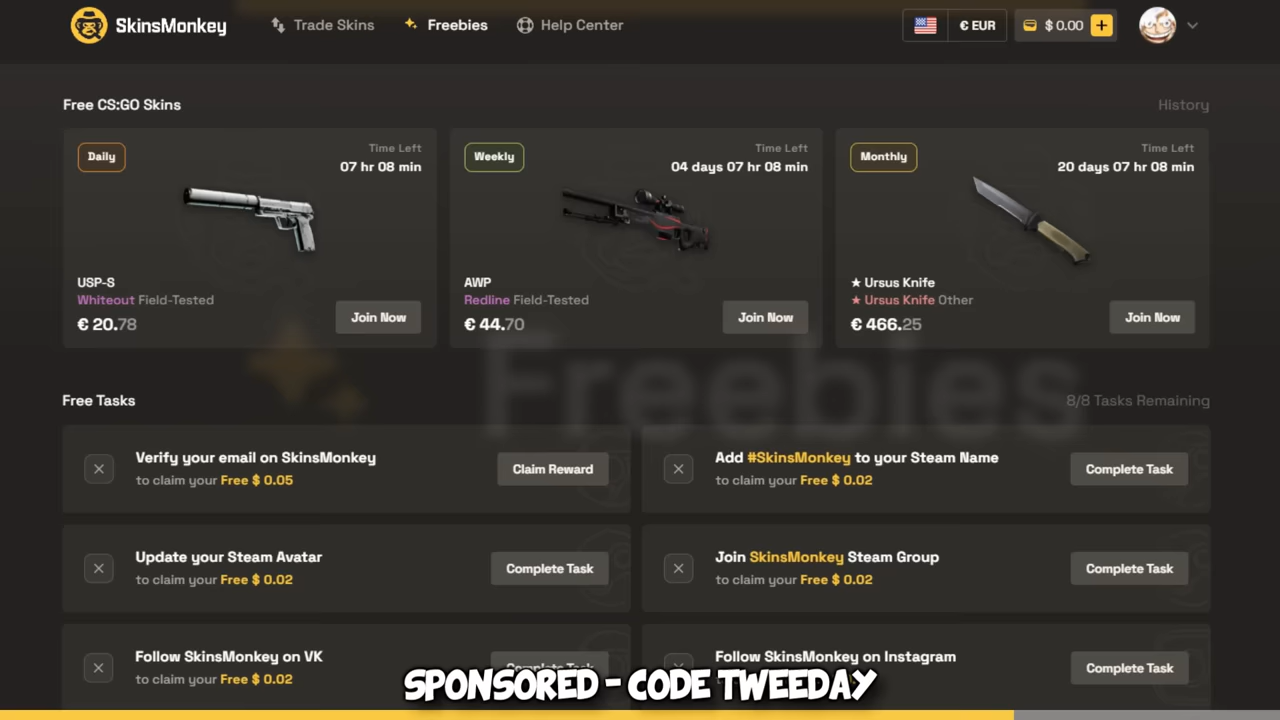 SkinsMonkey
Trade Skins
Freebies
Help Center
€ EUR
$ 0.00
+
Free CS:GO Skins
History
Daily
Time Left
07 hr 08 min
USP-S
Whiteout Field-Tested
€ 20.78
Join Now
Weekly
Time Left
04 days 07 hr 08 min
AWP
Redline Field-Tested
€ 44.70
Join Now
Monthly
Time Left
20 days 07 hr 08 min
★ Ursus Knife
★ Ursus Knife Other
€ 466.25
Join Now
Freebies
Free Tasks
8/8 Tasks Remaining
Verify your email on SkinsMonkey
to claim your Free $ 0.05
Claim Reward
Add #SkinsMonkey to your Steam Name
to claim your Free $ 0.02
Complete Task
Update your Steam Avatar
to claim your Free $ 0.02
Complete Task
Join SkinsMonkey Steam Group
to claim your Free $ 0.02
Complete Task
Follow SkinsMonkey on VK
to claim your Free $ 0.02
Complete Task
Follow SkinsMonkey on Instagram
Complete Task
SPONSORED - CODE TWEEDAY